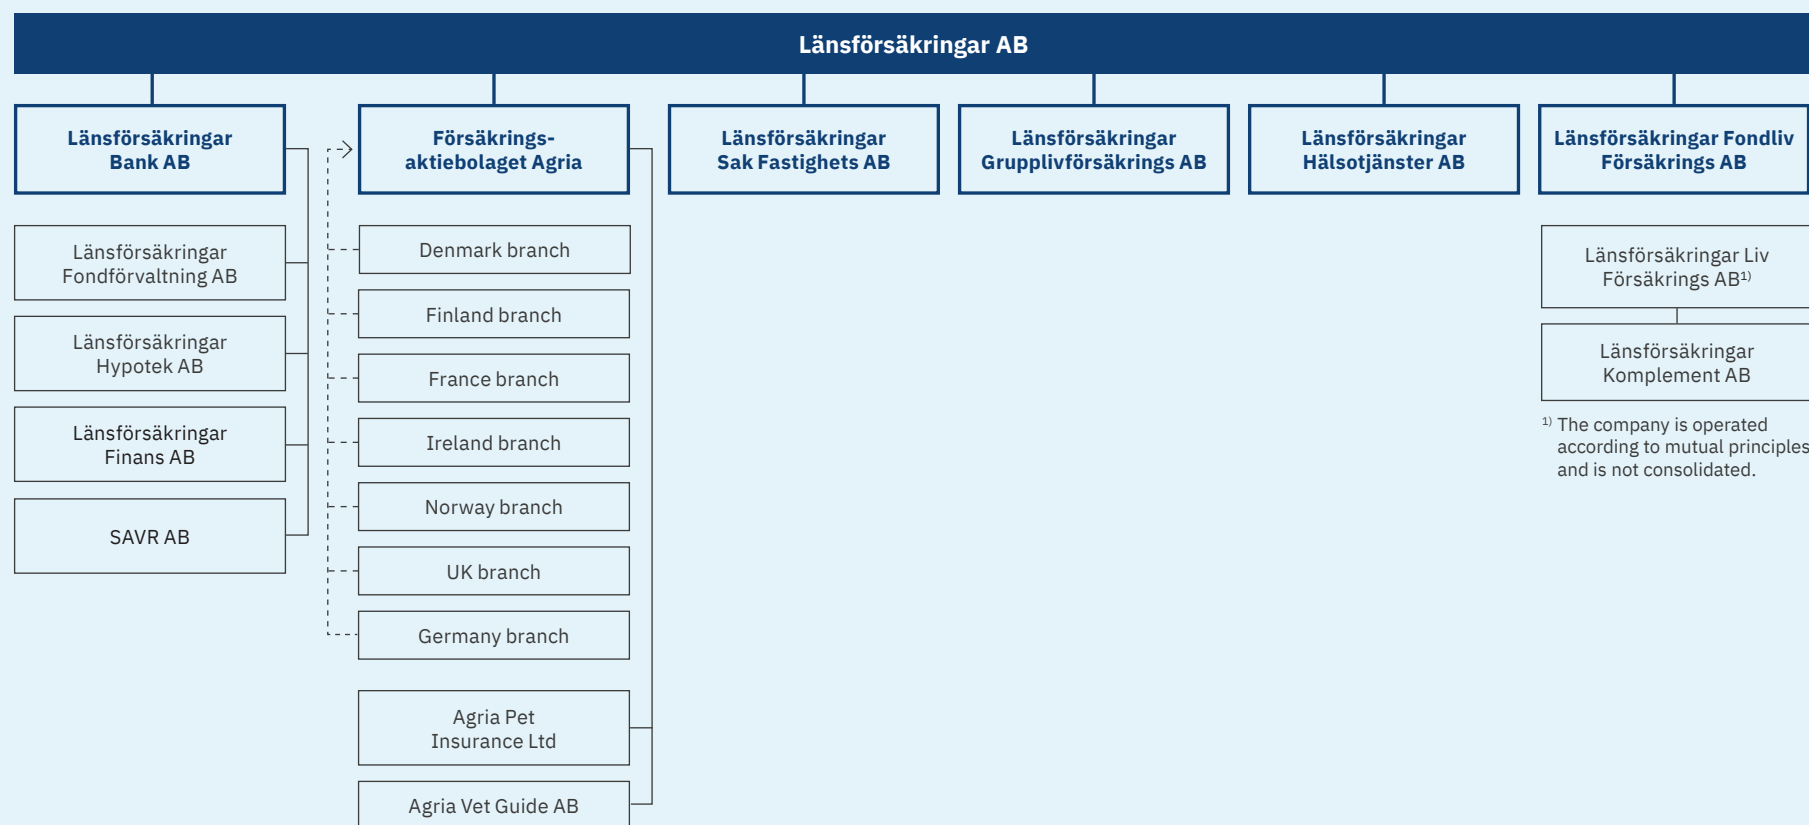 Länsförsäkringar AB
Länsförsäkringar
Bank AB
Länsförsäkringar
Fondförvaltning AB
Länsförsäkringar
Hypotek AB
Länsförsäkringar
Finans AB
SAVR AB
Försäkrings-
aktiebolaget Agria
Denmark branch
Finland branch
France branch
Ireland branch
Norway branch
UK branch
Germany branch
Agria Pet
Insurance Ltd
Agria Vet Guide AB
Länsförsäkringar
Sak Fastighets AB
Länsförsäkringar
Grupplivförsäkrings AB
Länsförsäkringar
Hälsotjänster AB
Länsförsäkringar Fondliv
Försäkrings AB
Länsförsäkringar Liv
Försäkrings AB¹⁾
Länsförsäkringar
Komplement AB
¹⁾ The company is operated
according to mutual principles
and is not consolidated.